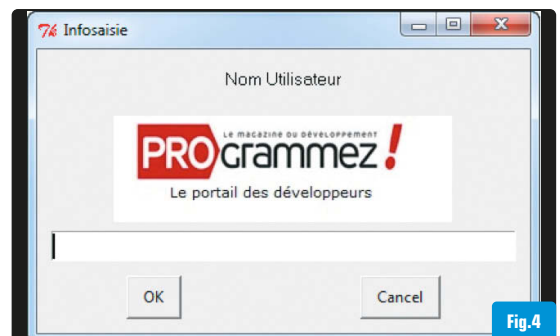 Infosaisie
Nom Utilisateur
Le magazine du développement
PROgrammez!
Le portail des développeurs
OK
Cancel
Fig.4